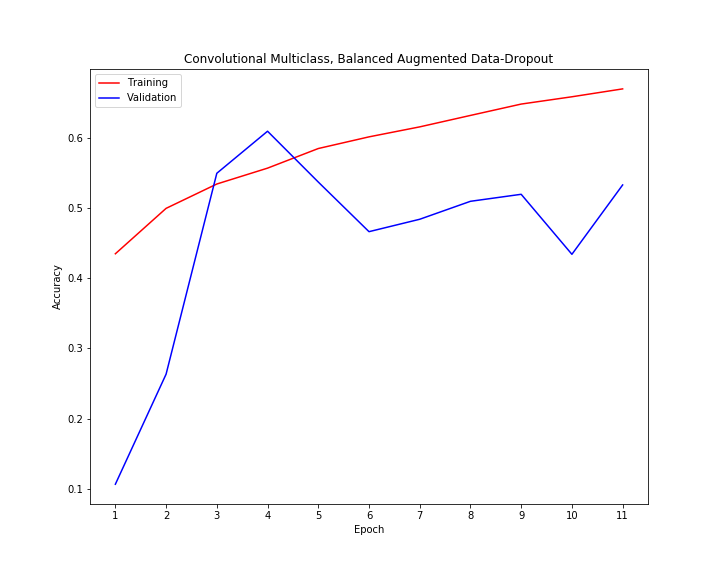 Convolutional Multiclass, Balanced Augmented Data-Dropout
Training
Validation
0.6
0.5
0.4
0.3
0.2
0.1
Accuracy
1 2 3 4 5 6 7 8 9 10 11
Epoch